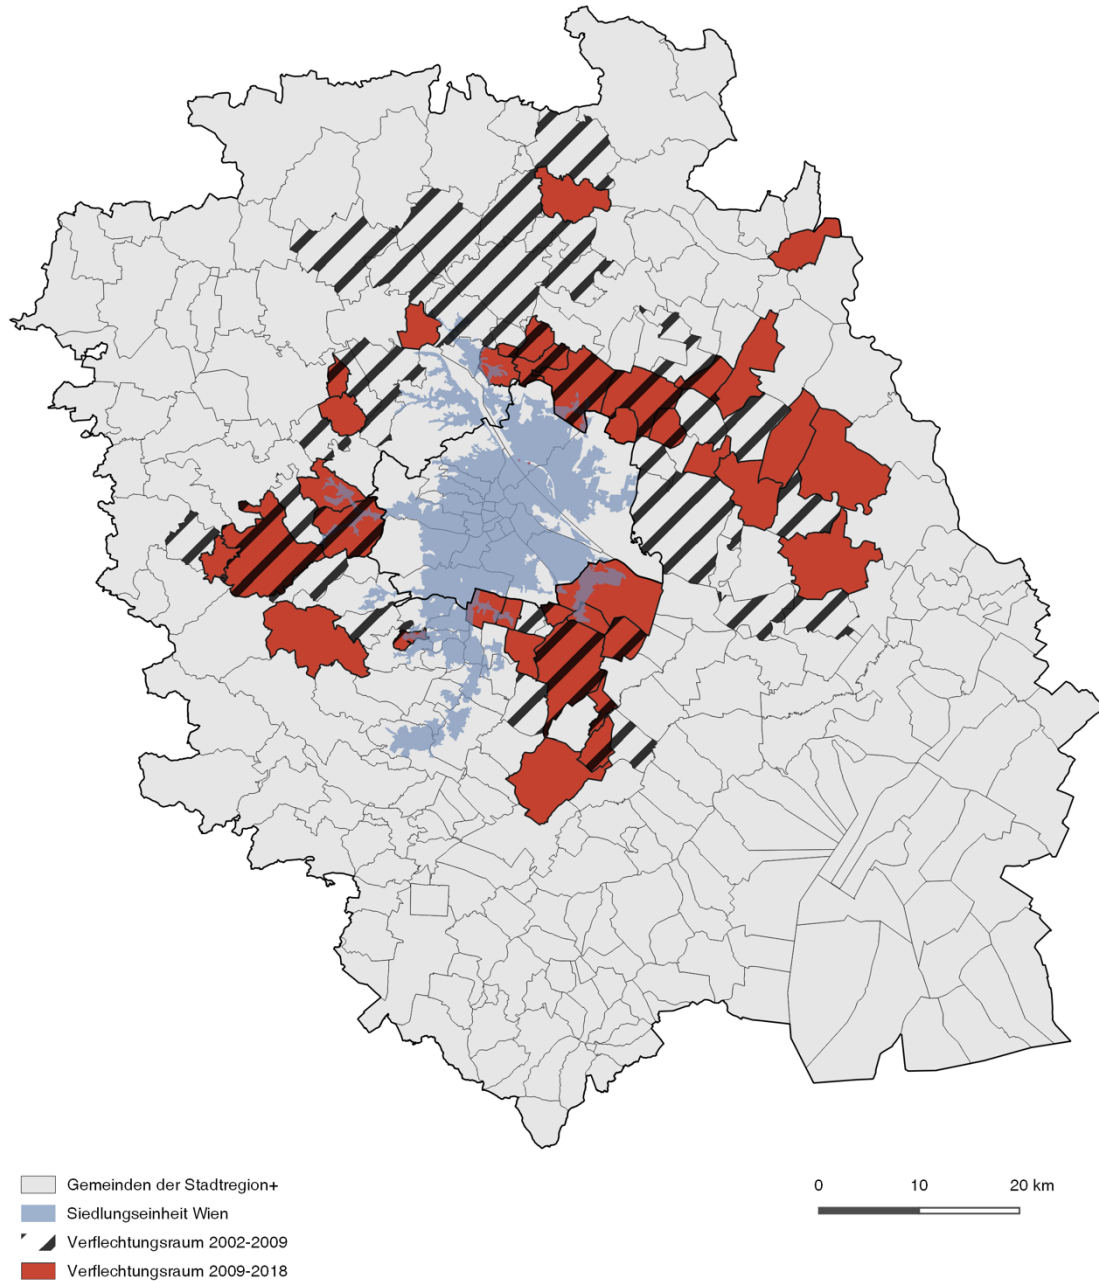 Gemeinden der Stadtregion+
Siedlungseinheit Wien
Verflechtungsraum 2002-2009
Verflechtungsraum 2009-2018
0 10 20 km